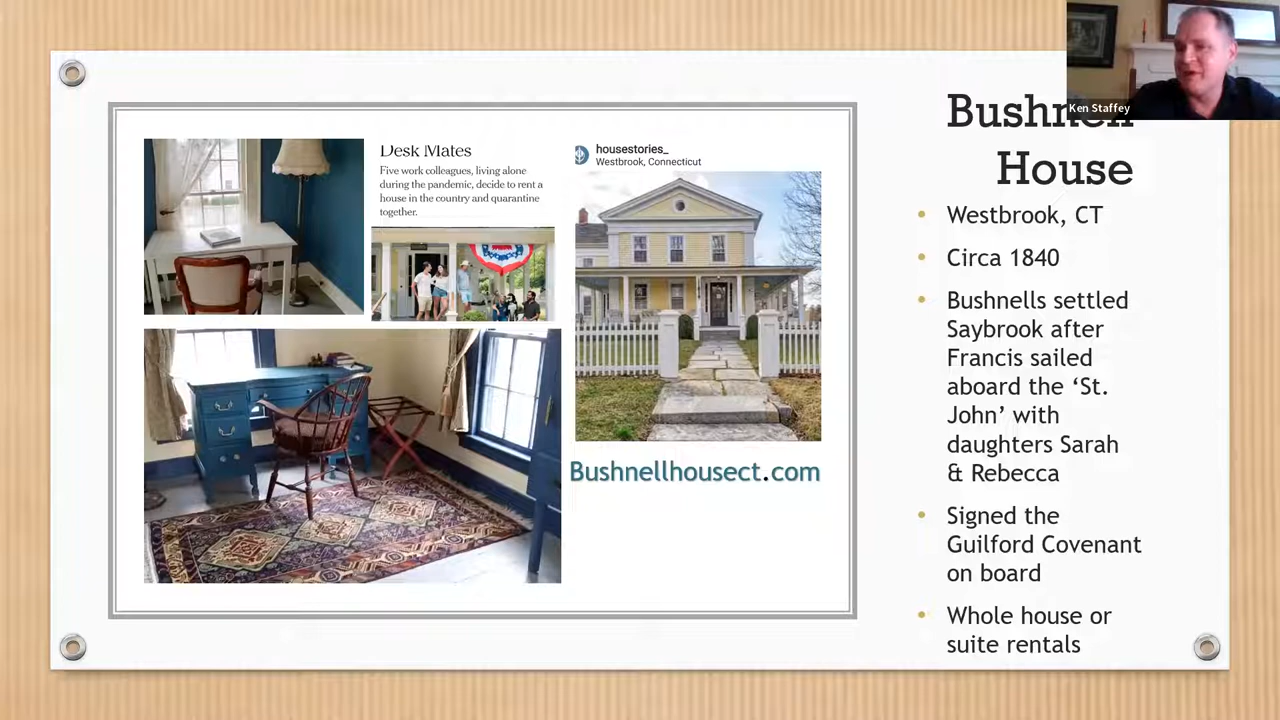 Ken Staffey
Bushnell
House
Desk Mates
Five work colleagues, living alone
during the pandemic, decide to rent a
house in the country and quarantine
together.
housestories_
Westbrook, Connecticut
Bushnellhousect.com
• Westbrook, CT
• Circa 1840
• Bushnells settled
Saybrook after
Francis sailed
aboard the ‘St.
John’ with
daughters Sarah
& Rebecca
• Signed the
Guilford Covenant
on board
• Whole house or
suite rentals